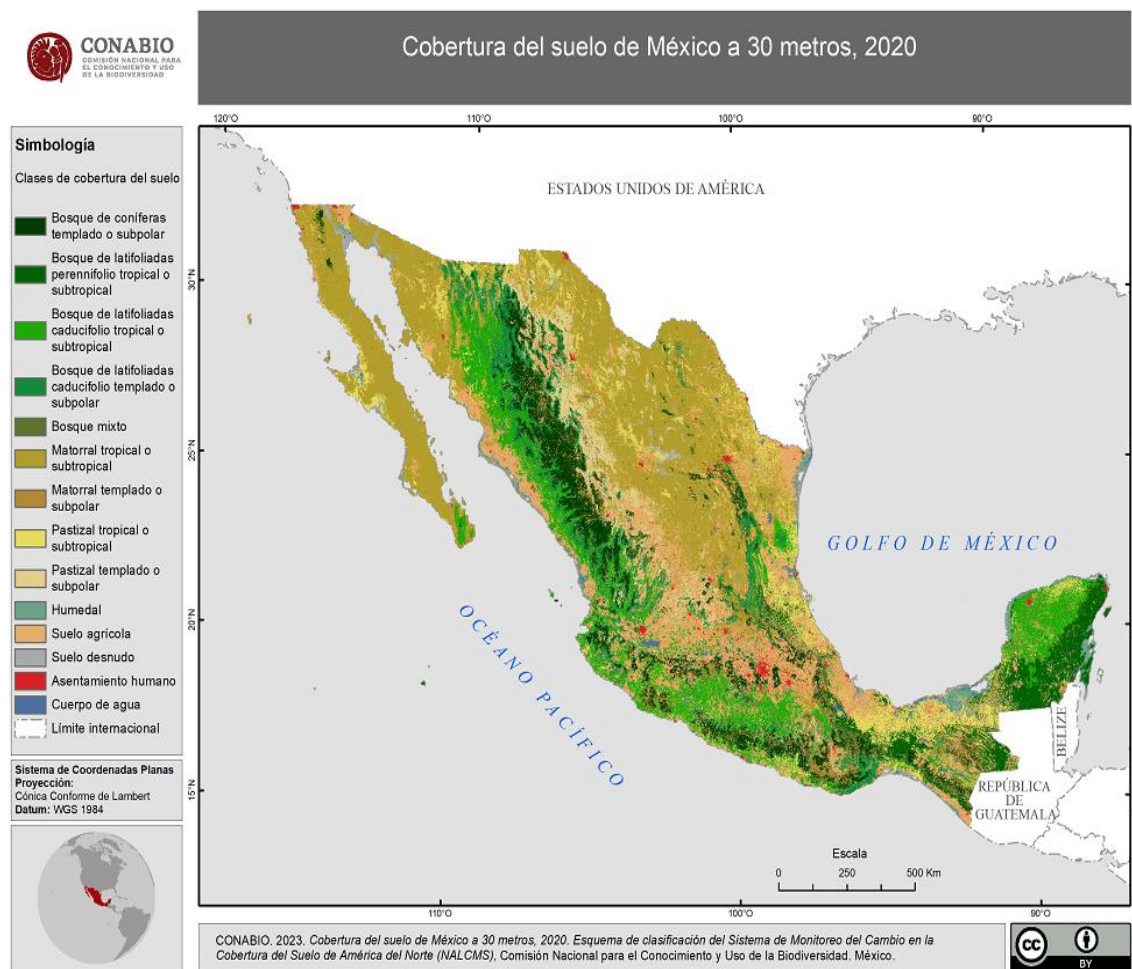 CONABIO
COMISIÓN NACIONAL PARA
EL CONOCIMIENTO Y USO
DE LA BIODIVERSIDAD
Cobertura del suelo de México a 30 metros, 2020
Simbología
Clases de cobertura del suelo
Bosque de coníferas
templado o subpolar
Bosque de latifoliadas
perennifolio tropical o
subtropical
Bosque de latifoliadas
caducifolio tropical o
subtropical
Bosque de latifoliadas
caducifolio templado o
subpolar
Bosque mixto
Matorral tropical o
subtropical
Matorral templado o
subpolar
Pastizal tropical o
subtropical
Pastizal templado o
subpolar
Humedal
Suelo agrícola
Suelo desnudo
Asentamiento humano
Cuerpo de agua
Límite internacional
Sistema de Coordenadas Planas
Proyección:
Cónica Conforme de Lambert
Datum: WGS 1984
120°O
110°O
100°O
90°O
30°N
25°N
20°N
15°N
ESTADOS UNIDOS DE AMÉRICA
GOLFO DE MÉXICO
OCÉANO PACÍFICO
BELIZE
REPÚBLICA
DE
GUATEMALA
Escala
0 250 500 Km
110°O
100°O
90°O
CONABIO. 2023. Cobertura del suelo de México a 30 metros, 2020. Esquema de clasificación del Sistema de Monitoreo del Cambio en la
Cobertura del Suelo de América del Norte (NALCMS), Comisión Nacional para el Conocimiento y Uso de la Biodiversidad. México.
cc
BY